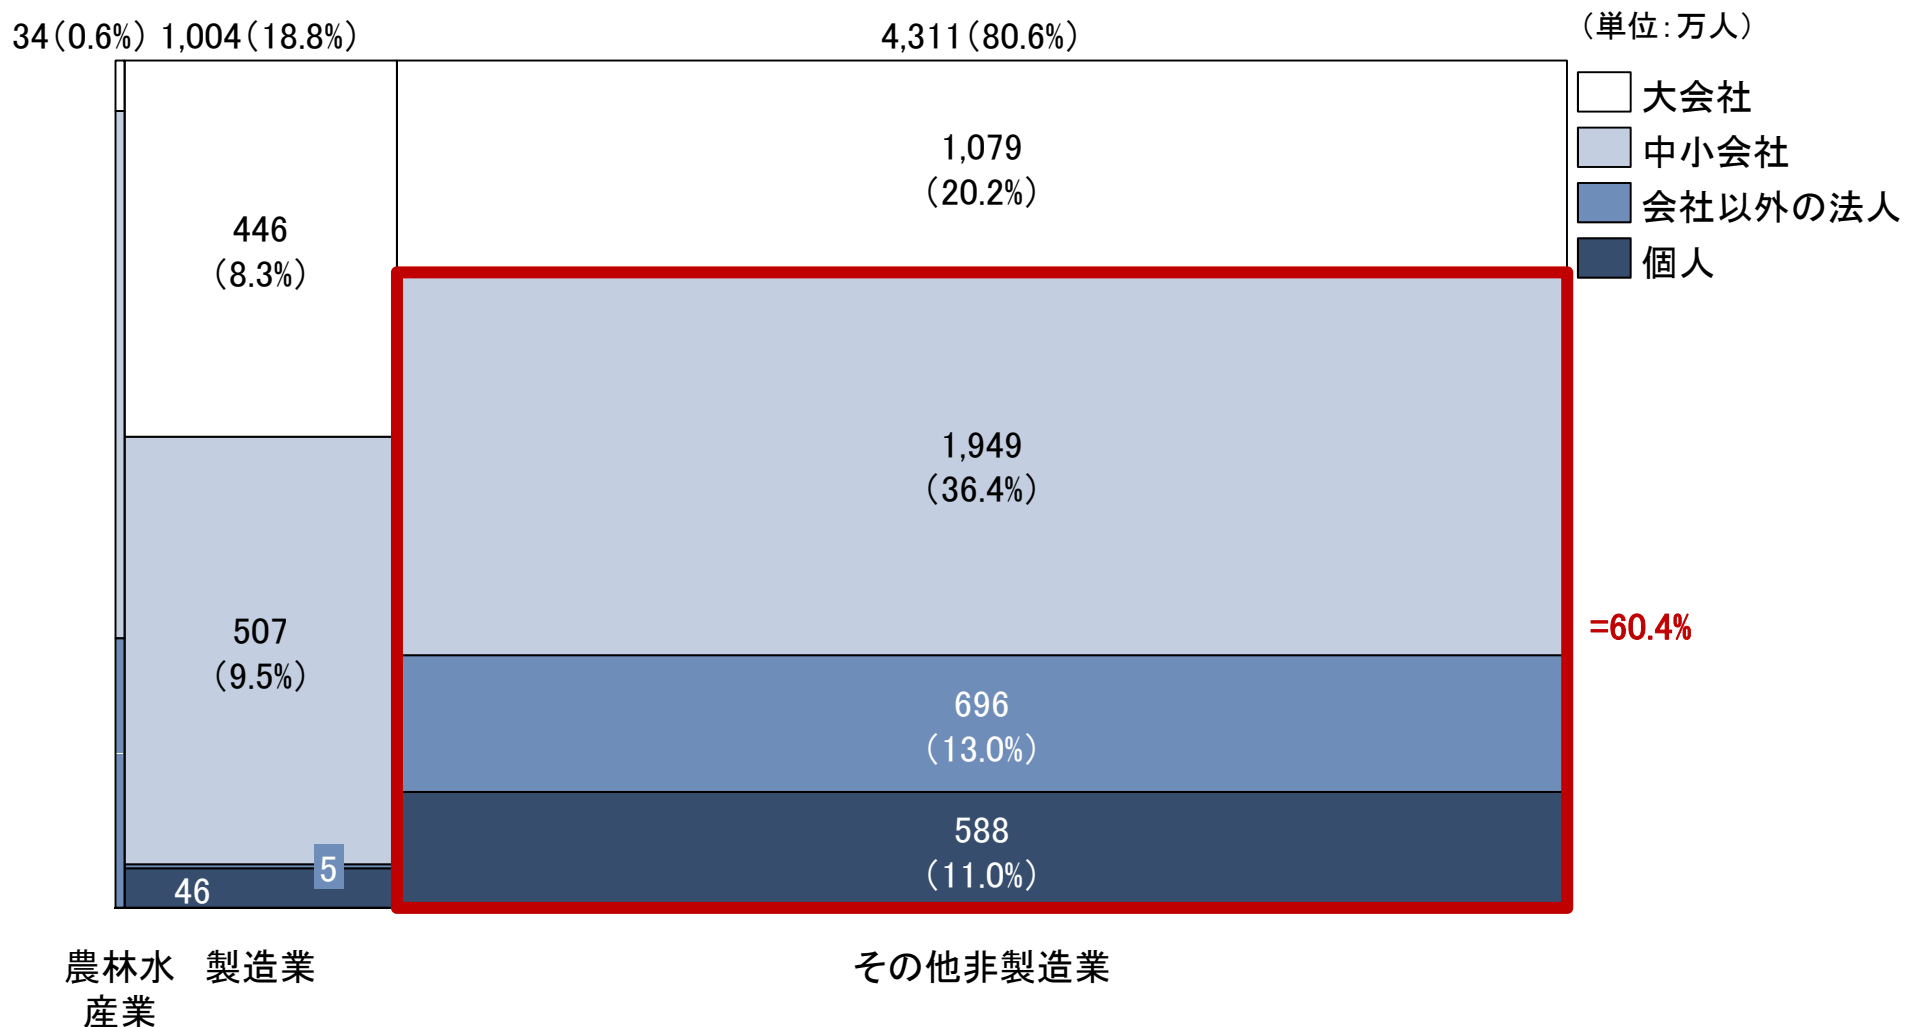 34(0.6%) 1,004(18.8%)
4,311(80.6%)
(単位:万人)
大会社
中小会社
会社以外の法人
個人
1,079
(20.2%)
446
(8.3%)
1,949
(36.4%)
507
(9.5%)
=60.4%
696
(13.0%)
588
(11.0%)
5
46
農林水
産業
製造業
その他非製造業